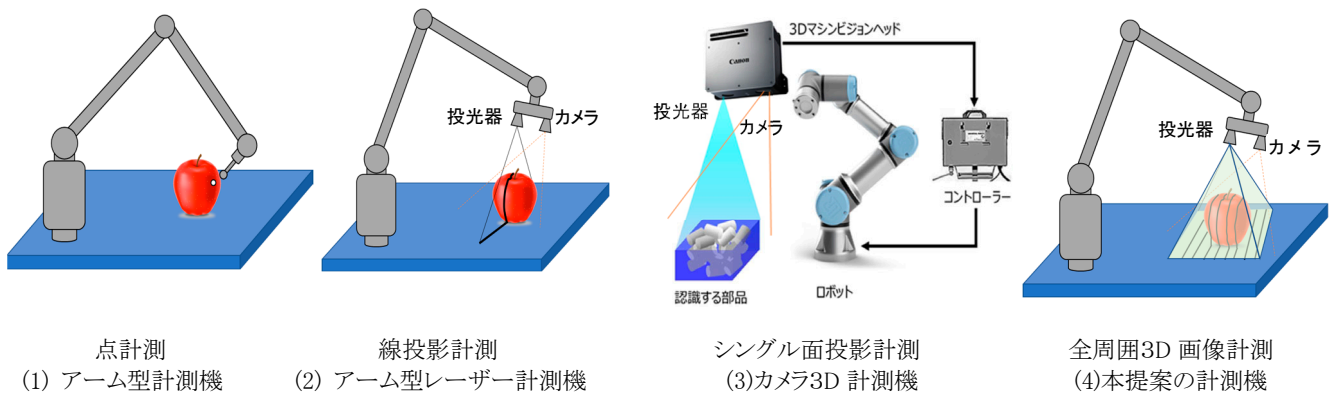 投光器
カメラ
3Dマシンビジョンヘッド
Canon
投光器
カメラ
コントローラー
認識する部品
ロボット
投光器
カメラ
点計測
(1) アーム型計測機
線投影計測
(2) アーム型レーザー計測機
シングル面投影計測
(3)カメラ3D 計測機
全周囲3D 画像計測
(4)本提案の計測機